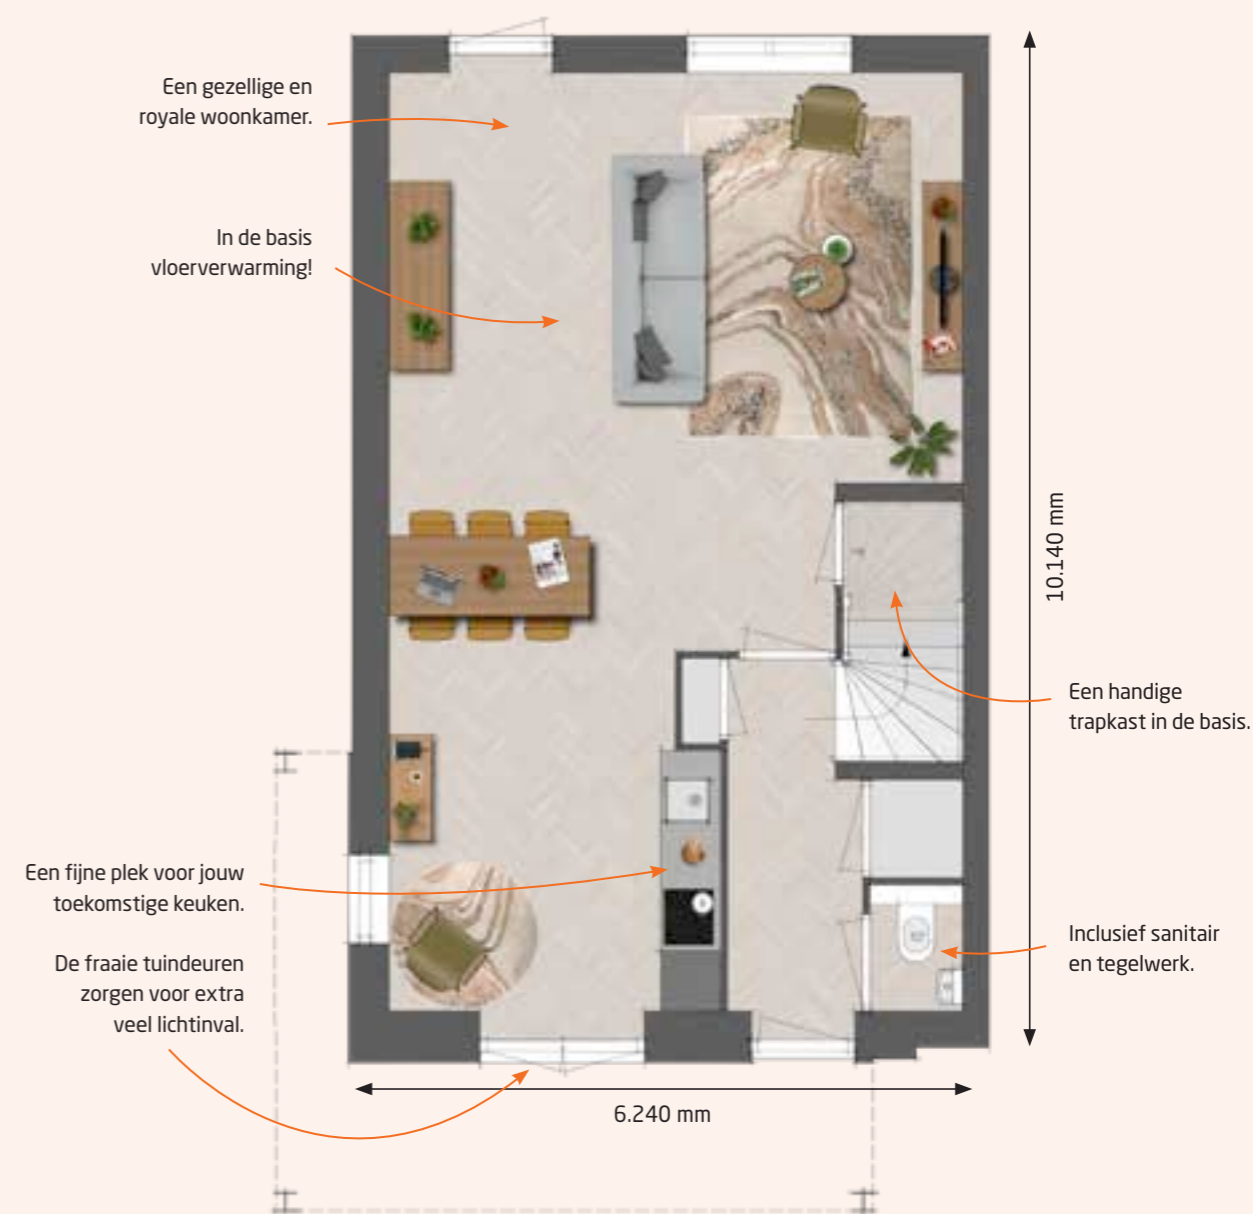 Een gezellige en
royale woonkamer.
In de basis
vloerverwarming!
10.140 mm
Een handige
trapkast in de basis.
Een fijne plek voor jouw
toekomstige keuken.
Inclusief sanitair
en tegelwerk.
De fraaie tuindeuren
zorgen voor extra
veel lichtinval.
6.240 mm